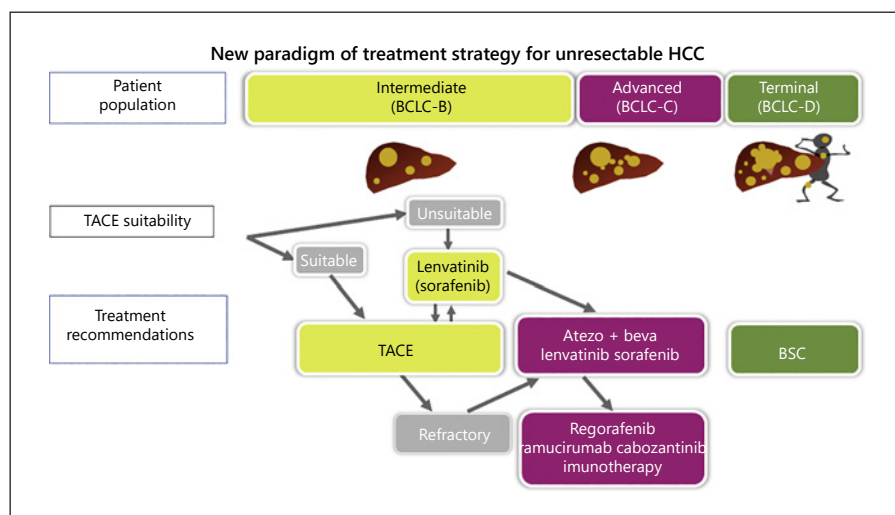 New paradigm of treatment strategy for unresectable HCC
Patient
population
Intermediate
(BCLC-B)
Advanced
(BCLC-C)
Terminal
(BCLC-D)
TACE suitability
Unsuitable
Suitable
Lenvatinib
(sorafenib)
Treatment
recommendations
TACE
Atezo + beva
lenvatinib sorafenib
BSC
Refractory
Regorafenib
ramucirumab cabozantinib
imunotherapy